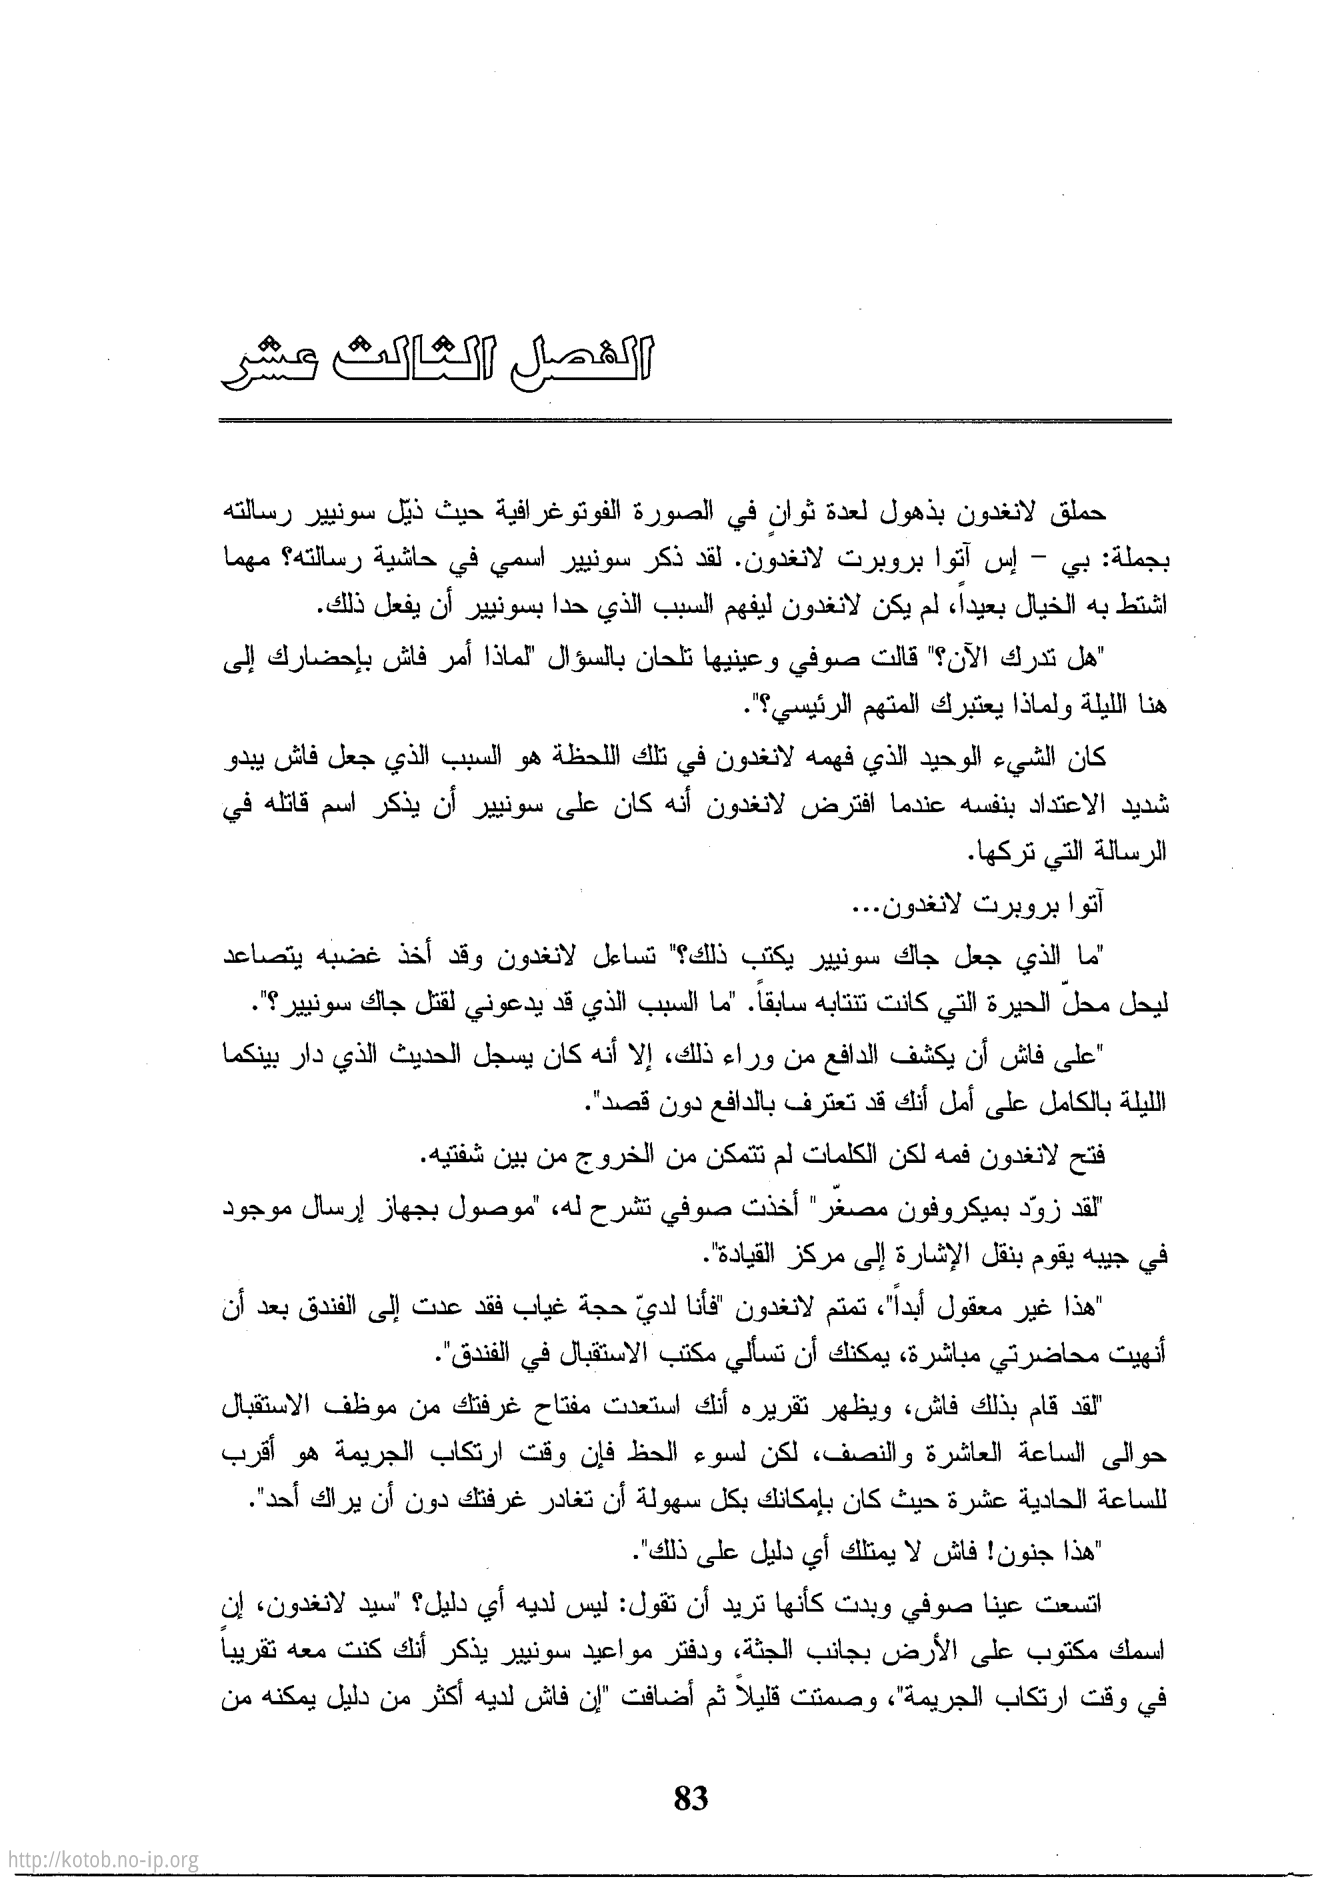 الفصل الثالث عشر
حملق لانغدون بذهول لعدة ثوانٍ في الصورة الفوتوغرافية حيث ذيّل سونيير رسالته
بجملة: بي – إس آتوا بروبرت لانغدون. لقد ذكر سونيير اسمي في حاشية رسالته؟ مهما
اشتط به الخيال بعيداً، لم يكن لانغدون ليفهم السبب الذي حدا بسونيير أن يفعل ذلك.
"هل تدرك الآن؟" قالت صوفي وعينيها تلحان بالسؤال "لماذا أمر فاش بإحضارك إلى
هنا الليلة ولماذا يعتبرك المتهم الرئيسي؟".
كان الشيء الوحيد الذي فهمه لانغدون في تلك اللحظة هو السبب الذي جعل فاش يبدو
شديد الاعتداد بنفسه عندما افترض لانغدون أنه كان على سونيير أن يذكر اسم قاتله في
الرسالة التي تركها.
آتوا بروبرت لانغدون...
"ما الذي جعل جاك سونيير يكتب ذلك؟" تساءل لانغدون وقد أخذ غضبه يتصاعد
ليحل محلّ الحيرة التي كانت تنتابه سابقاً. "ما السبب الذي قد يدعوني لقتل جاك سونيير؟".
"على فاش أن يكشف الدافع من وراء ذلك، إلا أنه كان يسجل الحديث الذي دار بينكما
الليلة بالكامل على أمل أنك قد تعترف بالدافع دون قصد".
فتح لانغدون فمه لكن الكلمات لم تتمكن من الخروج من بين شفتيه.
"لقد زوّد بميكروفون مصغّر" أخذت صوفي تشرح له، "موصول بجهاز إرسال موجود
في جيبه يقوم بنقل الإشارة إلى مركز القيادة".
"هذا غير معقول أبداً"، تمتم لانغدون "فأنا لديّ حجة غياب فقد عدت إلى الفندق بعد أن
أنهيت محاضرتي مباشرة، يمكنك أن تسألي مكتب الاستقبال في الفندق".
"لقد قام بذلك فاش، ويظهر تقريره أنك استعدت مفتاح غرفتك من موظف الاستقبال
حوالى الساعة العاشرة والنصف، لكن لسوء الحظ فإن وقت ارتكاب الجريمة هو أقرب
للساعة الحادية عشرة حيث كان بإمكانك بكل سهولة أن تغادر غرفتك دون أن يراك أحد".
"هذا جنون! فاش لا يمتلك أي دليل على ذلك".
اتسعت عينا صوفي وبدت كأنها تريد أن تقول: ليس لديه أي دليل؟ "سيد لانغدون، إن
اسمك مكتوب على الأرض بجانب الجثة، ودفتر مواعيد سونيير يذكر أنك كنت معه تقريباً
في وقت ارتكاب الجريمة"، وصمتت قليلاً ثم أضافت "إن فاش لديه أكثر من دليل يمكنه من
83
http://kotob.no-ip.org